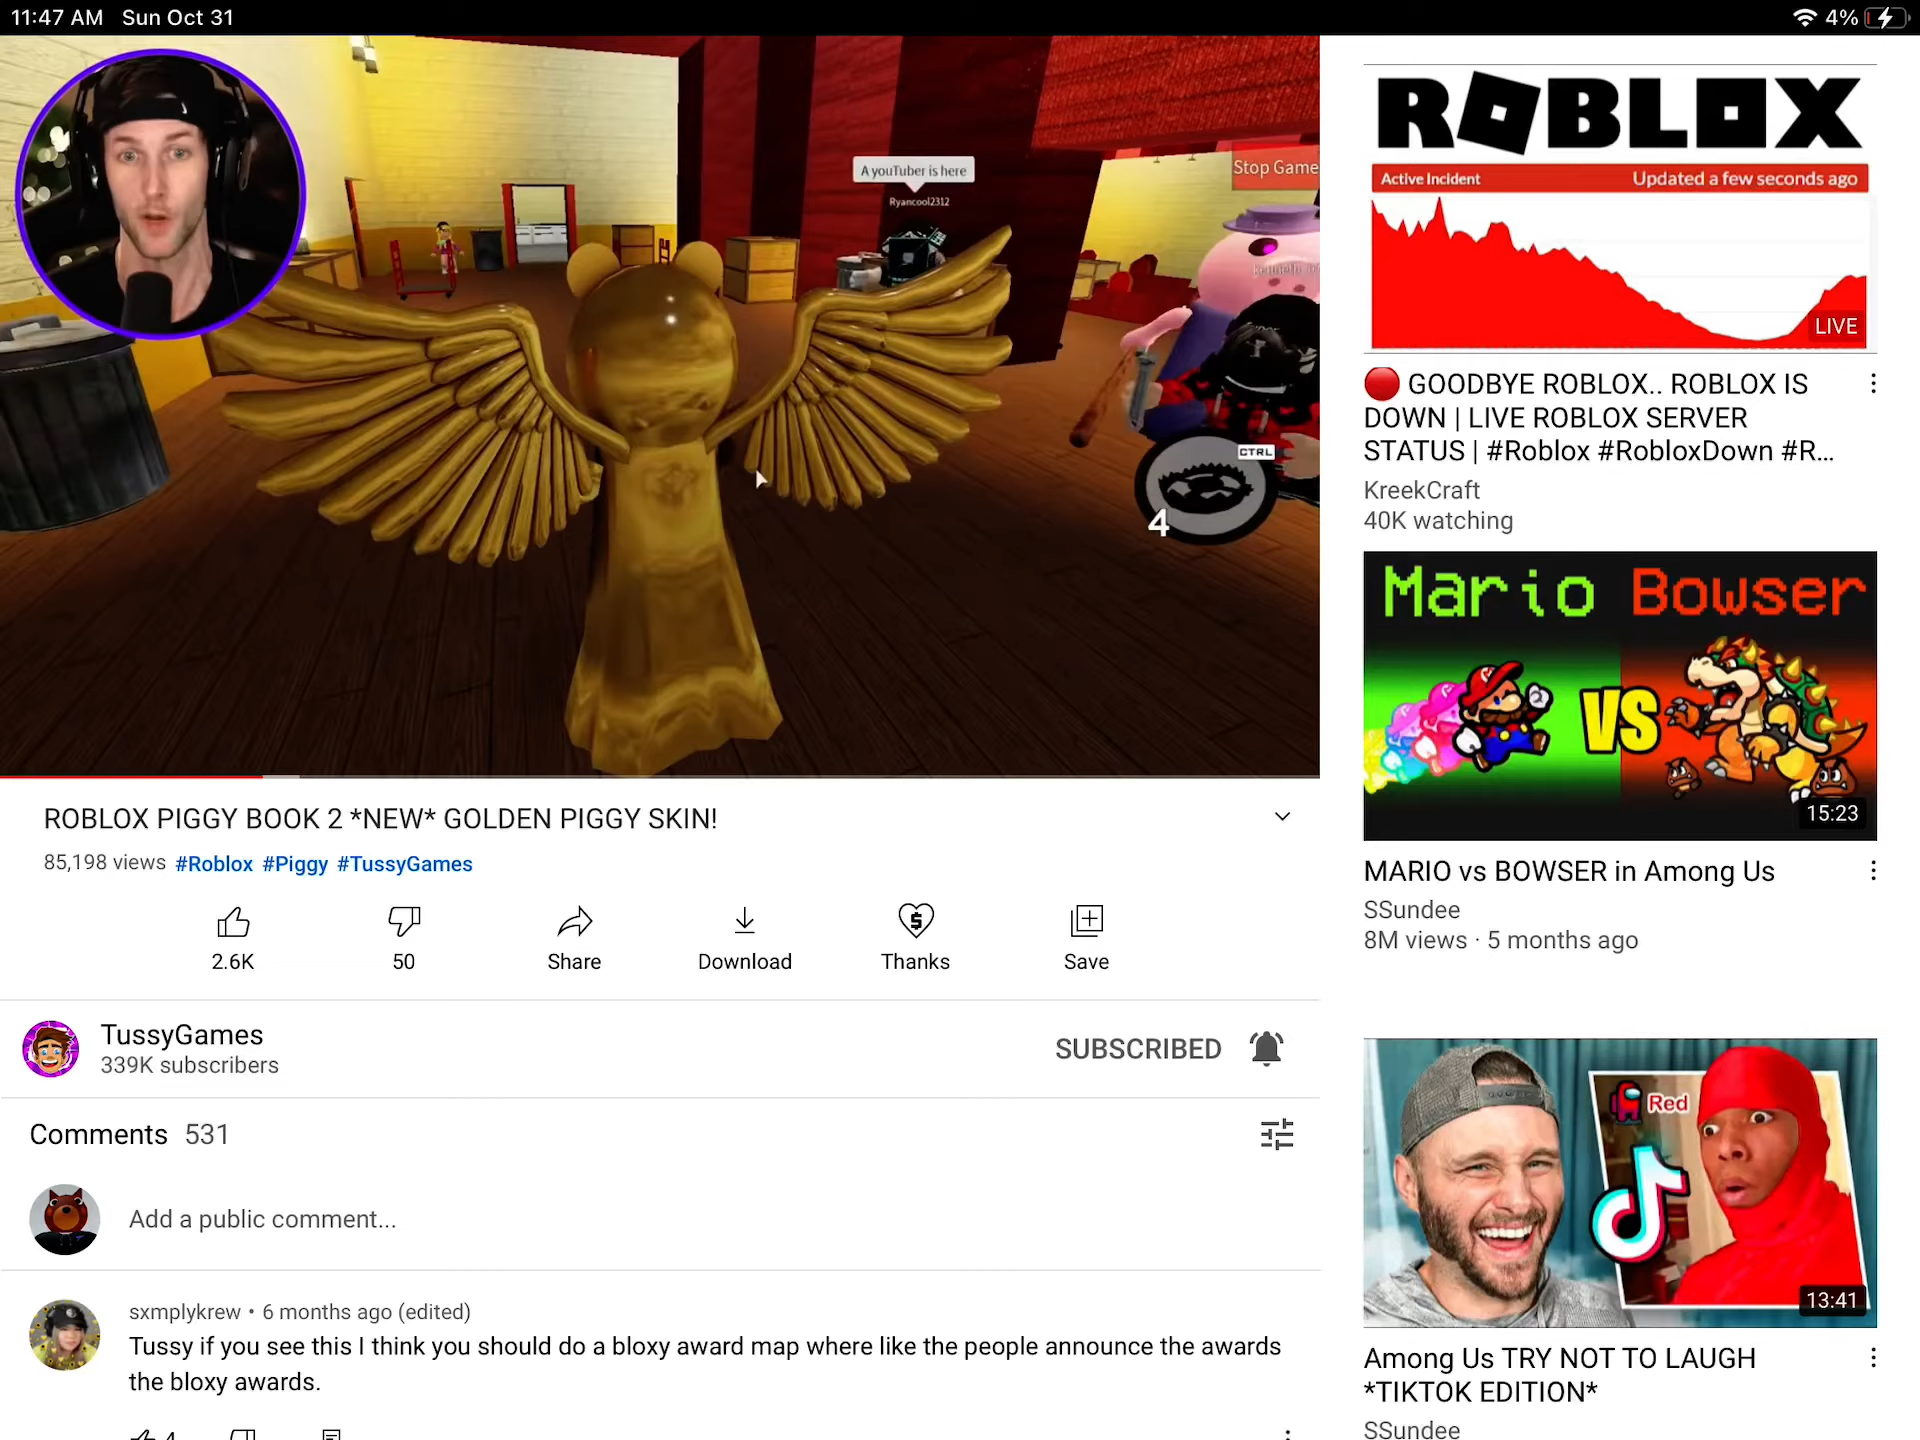 11:47 AM Sun Oct 31
4%
A youTuber is here
Ryancool2312
Stop Game
CTRL
4
ROBLOX PIGGY BOOK 2 *NEW* GOLDEN PIGGY SKIN!
85,198 views #Roblox #Piggy #TussyGames
2.6K
50
Share
Download
Thanks
Save
TussyGames
339K subscribers
SUBSCRIBED
Comments 531
Add a public comment...
sxmplykrew • 6 months ago (edited)
Tussy if you see this I think you should do a bloxy award map where like the people announce the awards
the bloxy awards.
4
ROBLOX
Active Incident
Updated a few seconds ago
LIVE
GOODBYE ROBLOX.. ROBLOX IS
DOWN | LIVE ROBLOX SERVER
STATUS | #Roblox #RobloxDown #R...
KreekCraft
40K watching
Mario Bowser
VS
15:23
MARIO vs BOWSER in Among Us
SSundee
8M views · 5 months ago
Red
13:41
Among Us TRY NOT TO LAUGH
*TIKTOK EDITION*
SSundee